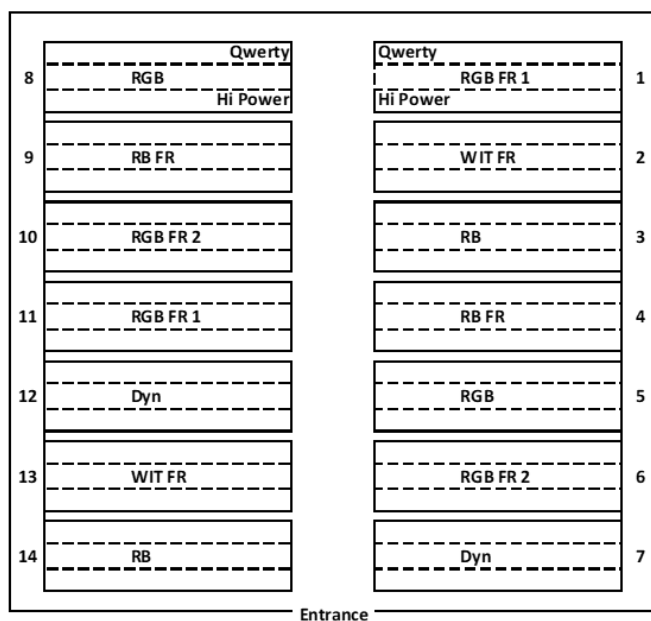 Qwerty Qwerty
8 RGB RGB FR 1 1
Hi Power Hi Power
9 RB FR WIT FR 2
10 RGB FR 2 RB 3
11 RGB FR 1 RB FR 4
12 Dyn RGB 5
13 WIT FR RGB FR 2 6
14 RB Dyn 7
Entrance